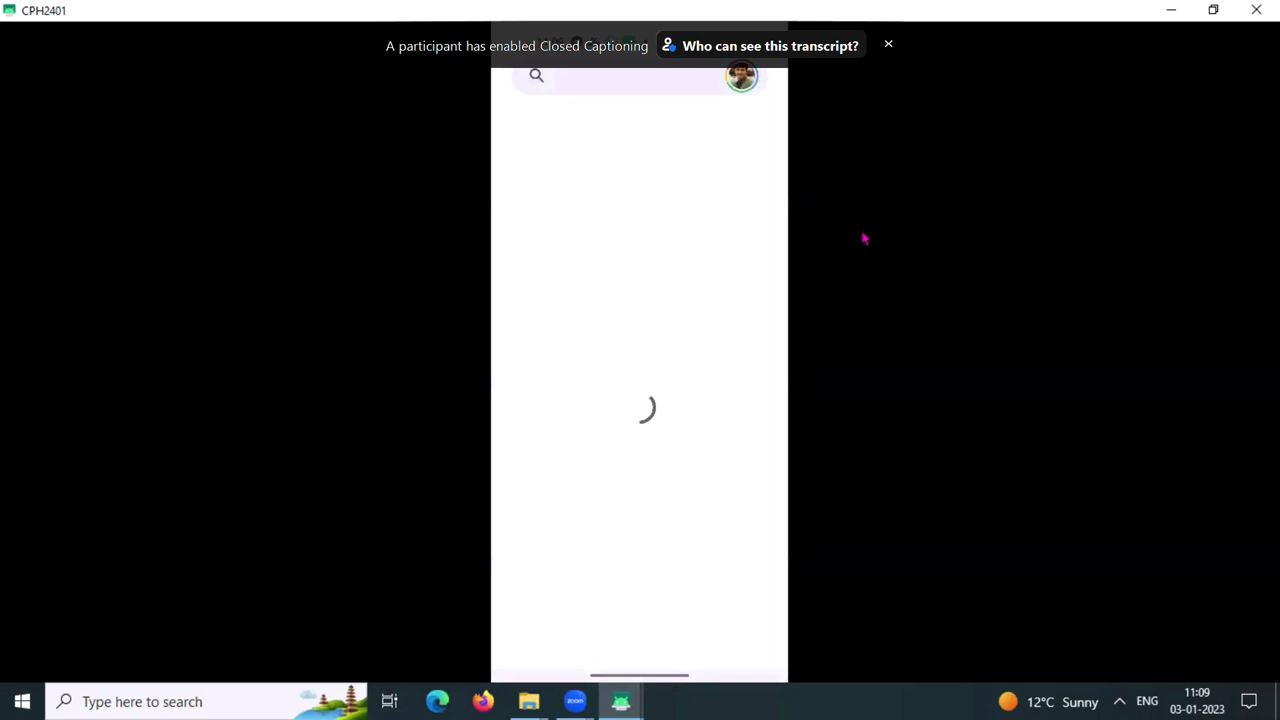 CPH2401
A participant has enabled Closed Captioning
Who can see this transcript?
zoom
Type here to search
12°C Sunny
ENG
11:09
03-01-2023